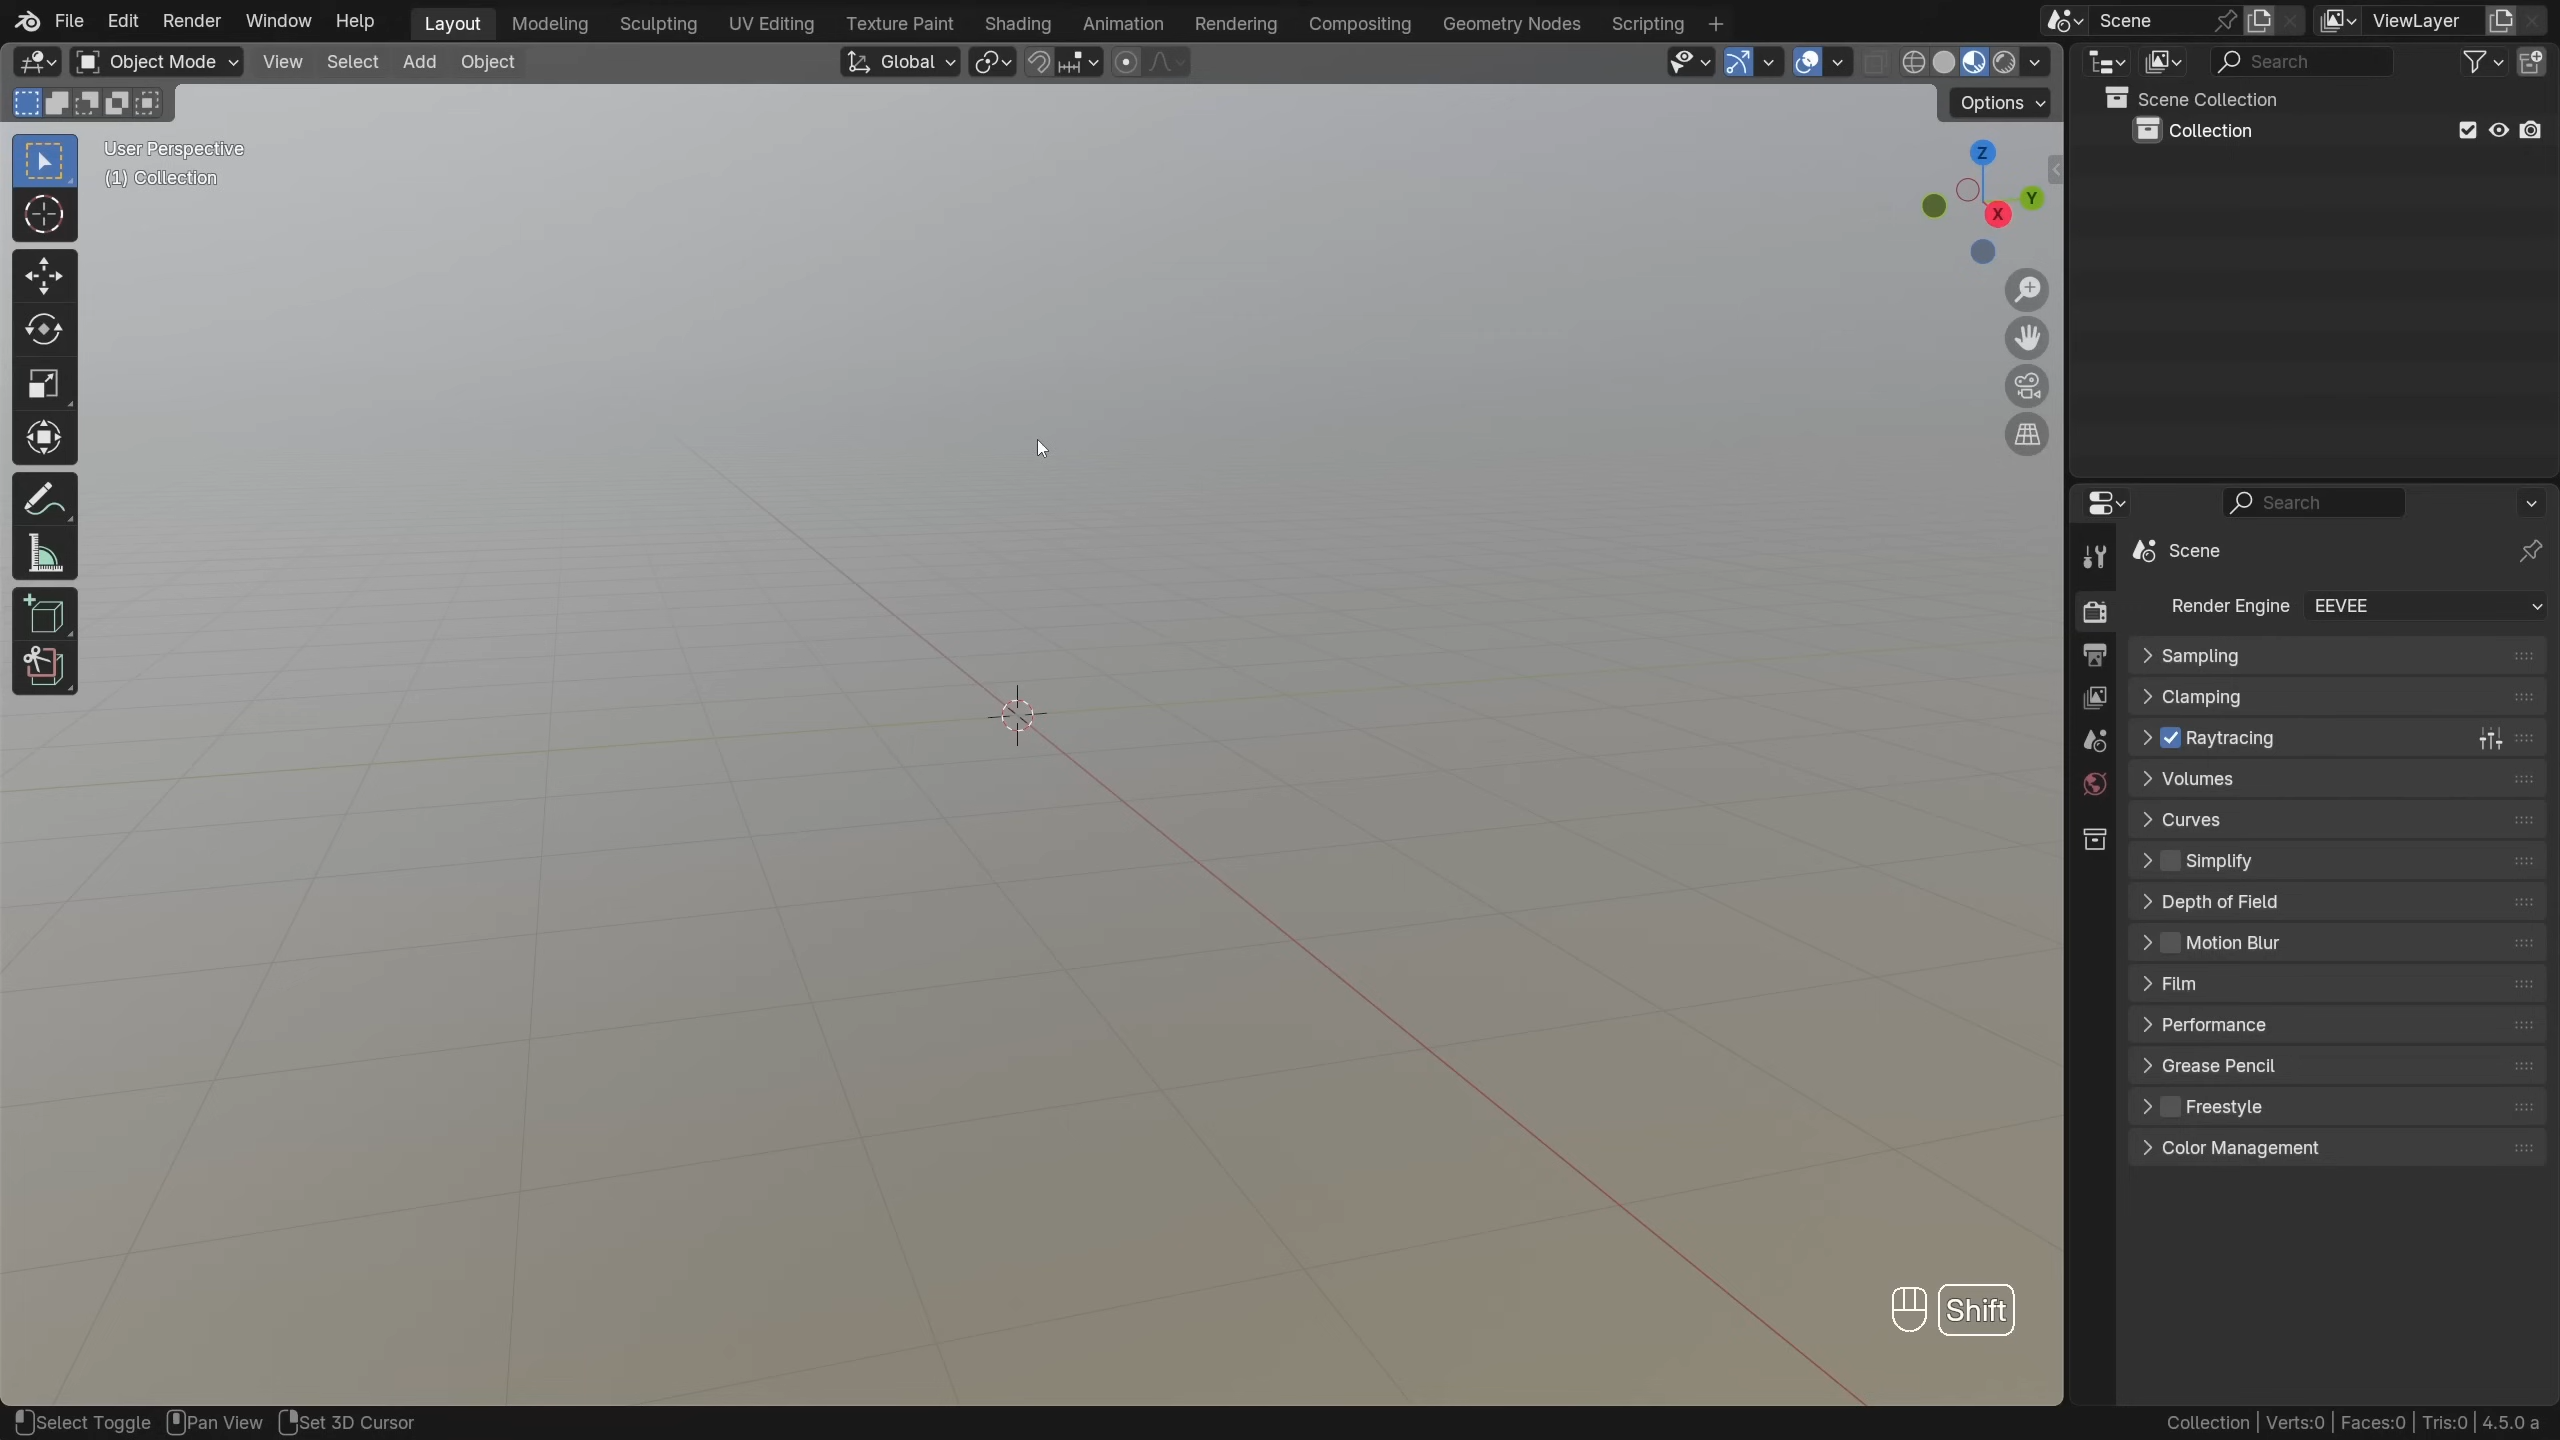 File Edit Render Window Help Layout Modeling Sculpting UV Editing Texture Paint Shading Animation Rendering Compositing Geometry Nodes Scripting + Scene ViewLayer
Object Mode View Select Add Object Global Search
Options
Scene Collection
Collection
User Perspective
(1) Collection
Z
Y
X
Search
Scene
Render Engine EEVEE
Sampling
Clamping
Raytracing
Volumes
Curves
Simplify
Depth of Field
Motion Blur
Film
Performance
Grease Pencil
Freestyle
Color Management
Shift
Select Toggle Pan View Set 3D Cursor Collection | Verts:0 | Faces:0 | Tris:0 | 4.5.0 a